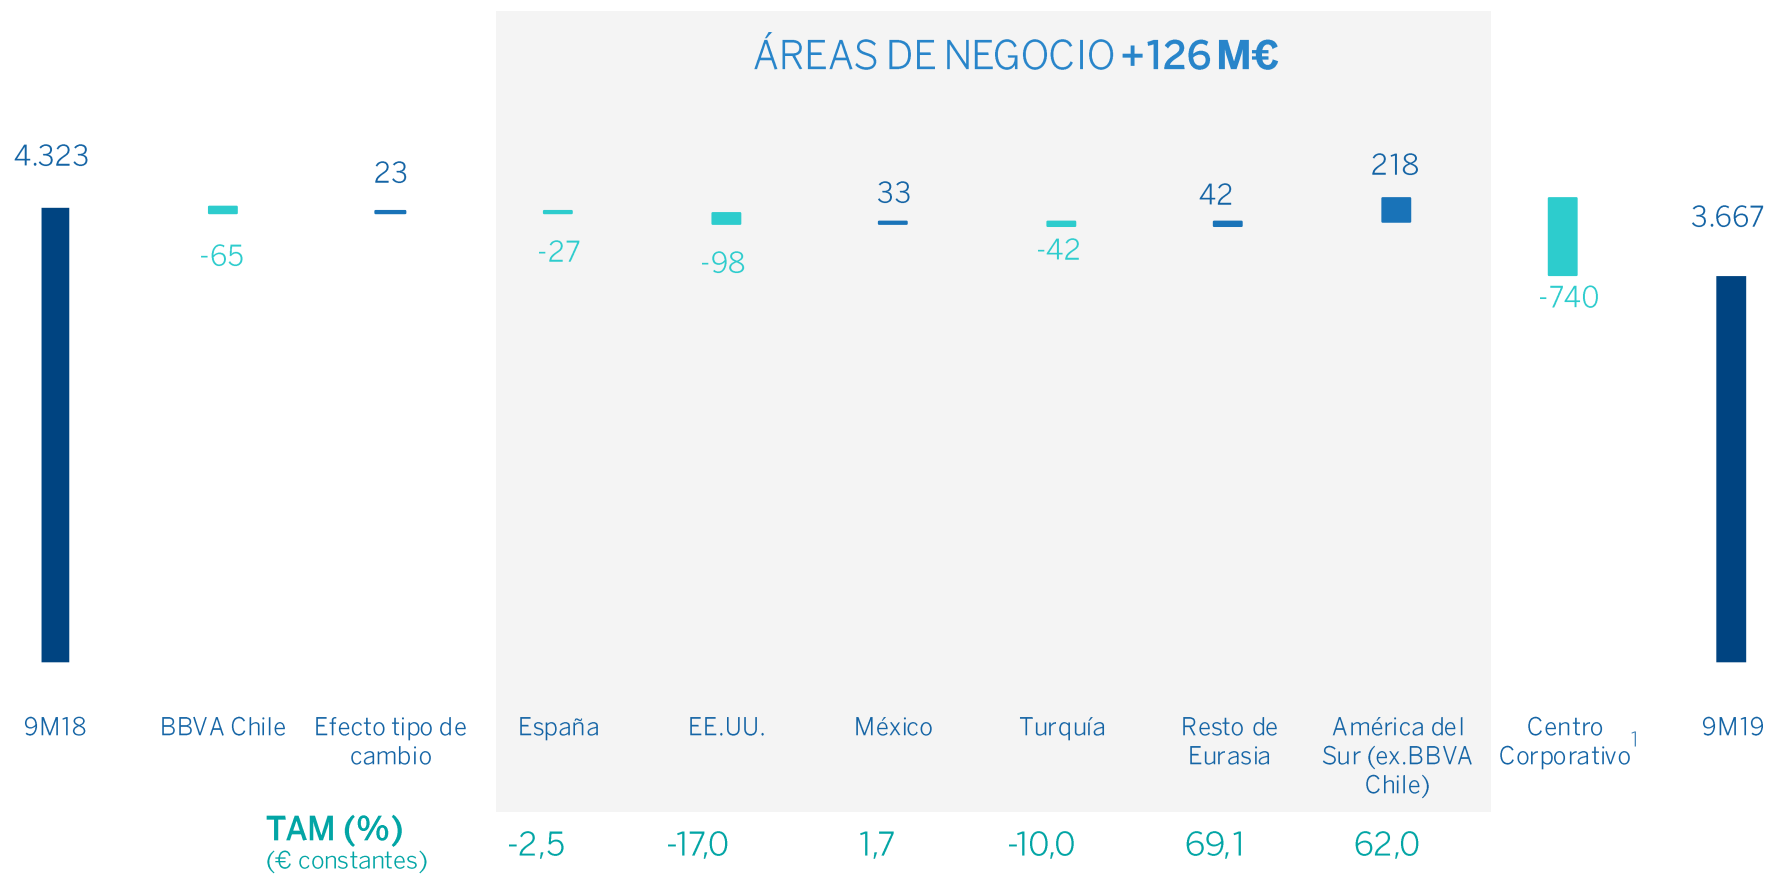 ÁREAS DE NEGOCIO +126 M€
4.323
-65
23
-27
-98
33
-42
42
218
-740
3.667
9M18
BBVA Chile
Efecto tipo de
cambio
España
EE.UU.
México
Turquía
Resto de
Eurasia
América del
Sur (ex.BBVA
Chile)
Centro
Corporativo 1
9M19
TAM (%)
(€ constantes)
-2,5
-17,0
1,7
-10,0
69,1
62,0